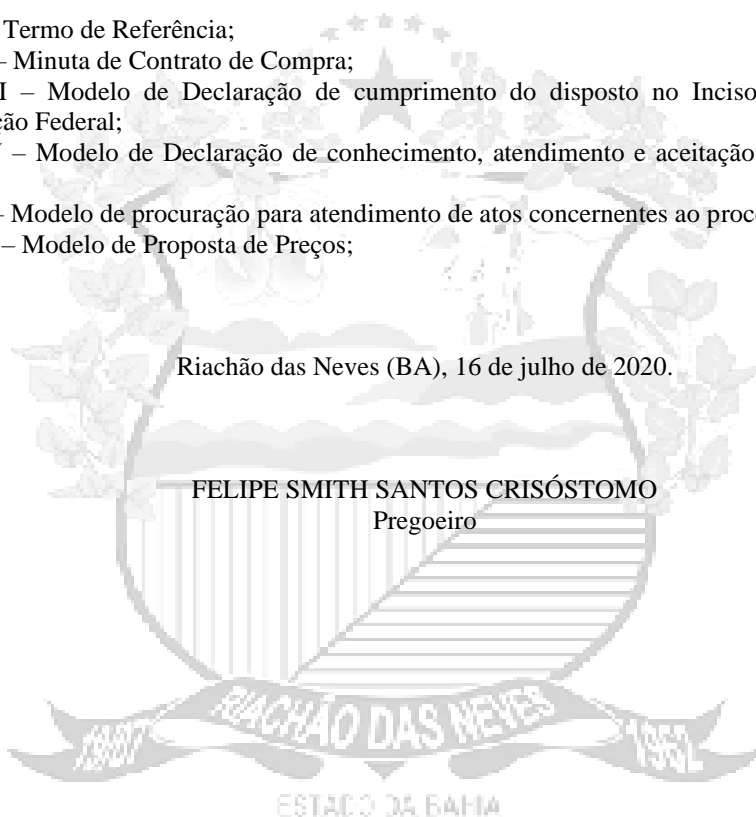 Termo de Referência;
– Minuta de Contrato de Compra;
I – Modelo de Declaração de cumprimento do disposto no Inciso
ção Federal;
– Modelo de Declaração de conhecimento, atendimento e aceitação
– Modelo de procuração para atendimento de atos concernentes ao proc
– Modelo de Proposta de Preços;
Riachão das Neves (BA), 16 de julho de 2020.
FELIPE SMITH SANTOS CRISÓSTOMO
Pregoeiro
RIACHÃO DAS NEVES
1962
ESTADO DA BAHIA